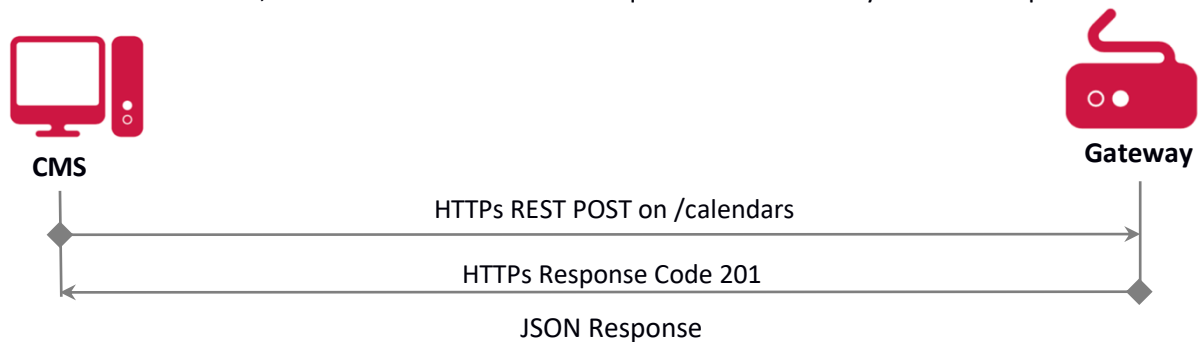 CMS
Gateway
HTTPs REST POST on /calendars
HTTPs Response Code 201
JSON Response